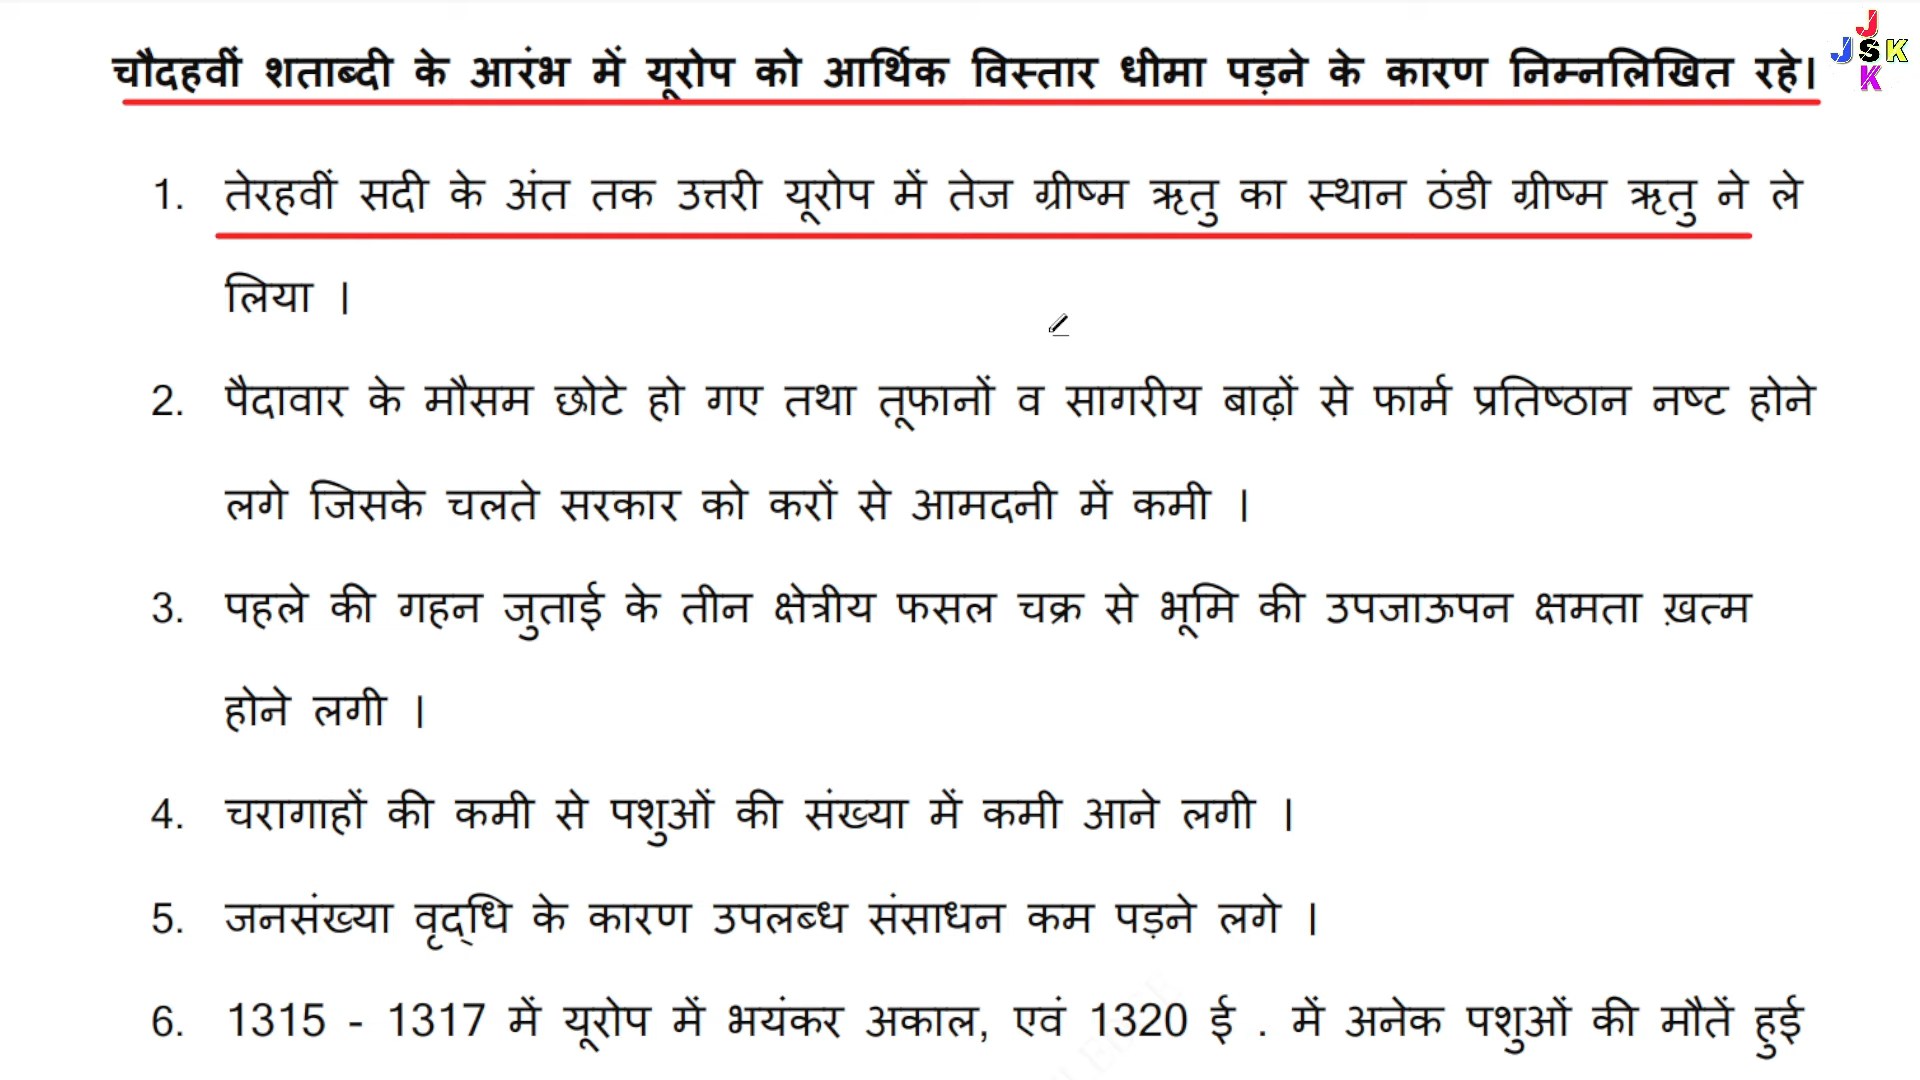 चौदहवीं शताब्दी के आरंभ में यूरोप को आर्थिक विस्तार धीमा पड़ने के कारण निम्नलिखित रहे।
J
J S K
K
1. तेरहवीं सदी के अंत तक उत्तरी यूरोप में तेज ग्रीष्म ऋतु का स्थान ठंडी ग्रीष्म ऋतु ने ले
लिया ।
2. पैदावार के मौसम छोटे हो गए तथा तूफानों व सागरीय बाढ़ों से फार्म प्रतिष्ठान नष्ट होने
लगे जिसके चलते सरकार को करों से आमदनी में कमी ।
3. पहले की गहन जुताई के तीन क्षेत्रीय फसल चक्र से भूमि की उपजाऊपन क्षमता ख़त्म
होने लगी ।
4. चरागाहों की कमी से पशुओं की संख्या में कमी आने लगी ।
5. जनसंख्या वृद्‌धि के कारण उपलब्ध संसाधन कम पड़ने लगे ।
6. 1315 - 1317 में यूरोप में भयंकर अकाल, एवं 1320 ई . में अनेक पशुओं की मौतें हुई